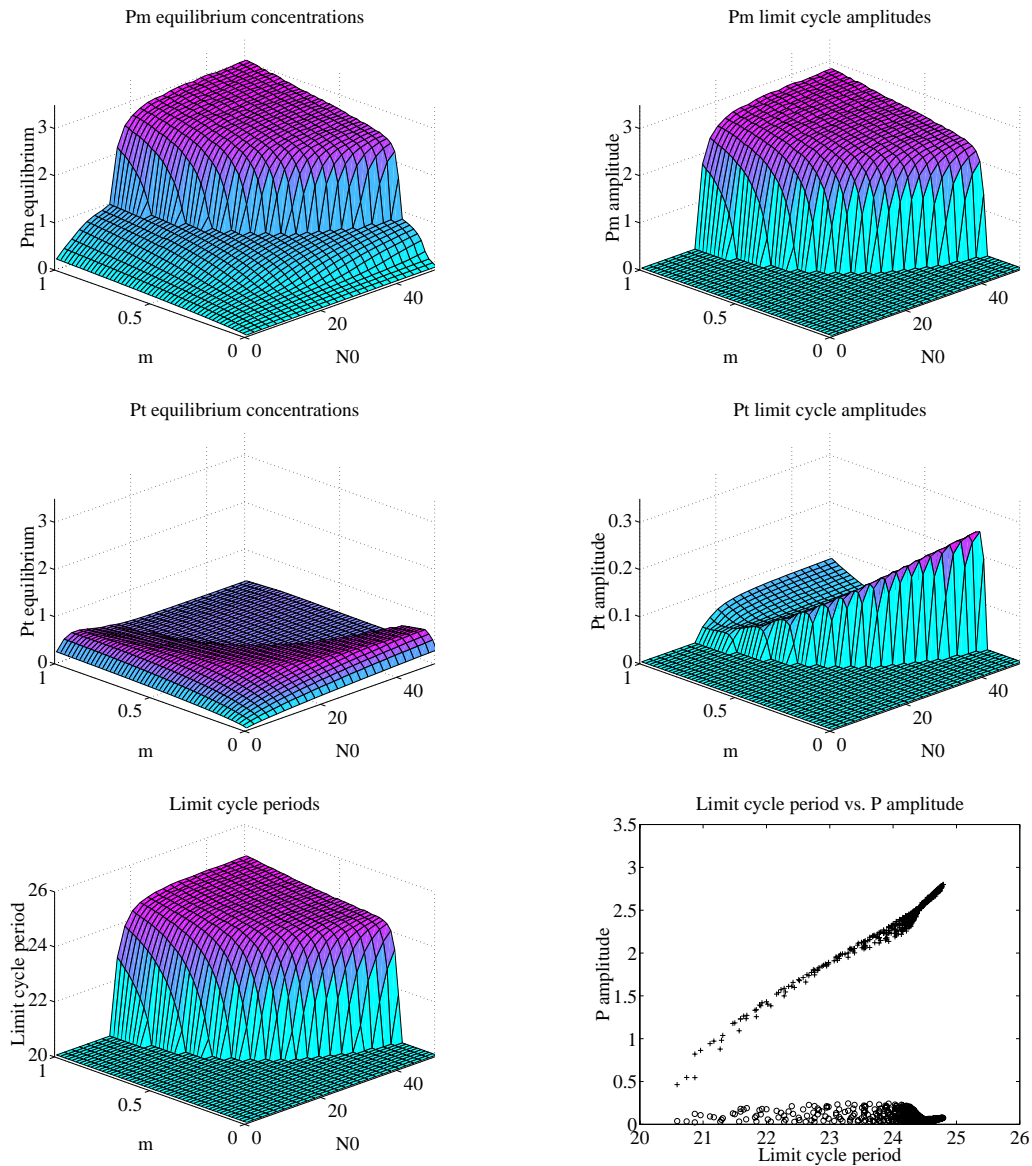 Pm equilibrium concentrations
Pm equilibrium
3
2
1
0
1
0.5
0
m
0
20
40
N0
Pm limit cycle amplitudes
Pm amplitude
3
2
1
0
1
0.5
0
m
0
20
40
N0
Pt equilibrium concentrations
Pt equilibrium
3
2
1
0
1
0.5
0
m
0
20
40
N0
Pt limit cycle amplitudes
Pt amplitude
0.3
0.2
0.1
0
1
0.5
0
m
0
20
40
N0
Limit cycle periods
Limit cycle period
26
24
22
20
1
0.5
0
m
0
20
40
N0
Limit cycle period vs. P amplitude
P amplitude
3.5
3
2.5
2
1.5
1
0.5
0
20
21
22
23
24
25
26
Limit cycle period